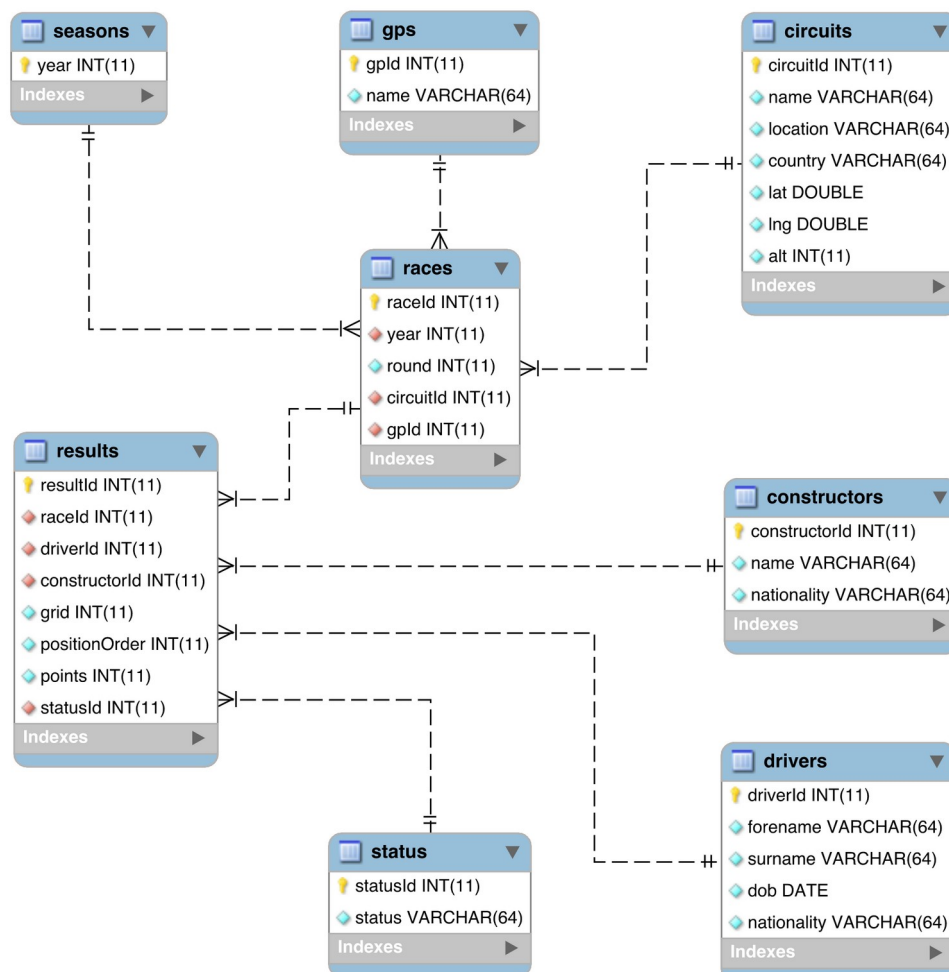 seasons
year INT(11)
Indexes
gps
gpId INT(11)
name VARCHAR(64)
Indexes
circuits
circuitId INT(11)
name VARCHAR(64)
location VARCHAR(64)
country VARCHAR(64)
lat DOUBLE
lng DOUBLE
alt INT(11)
Indexes
races
raceId INT(11)
year INT(11)
round INT(11)
circuitId INT(11)
gpId INT(11)
Indexes
results
resultId INT(11)
raceId INT(11)
driverId INT(11)
constructorId INT(11)
grid INT(11)
positionOrder INT(11)
points INT(11)
statusId INT(11)
Indexes
constructors
constructorId INT(11)
name VARCHAR(64)
nationality VARCHAR(64)
Indexes
status
statusId INT(11)
status VARCHAR(64)
Indexes
drivers
driverId INT(11)
forename VARCHAR(64)
surname VARCHAR(64)
dob DATE
nationality VARCHAR(64)
Indexes